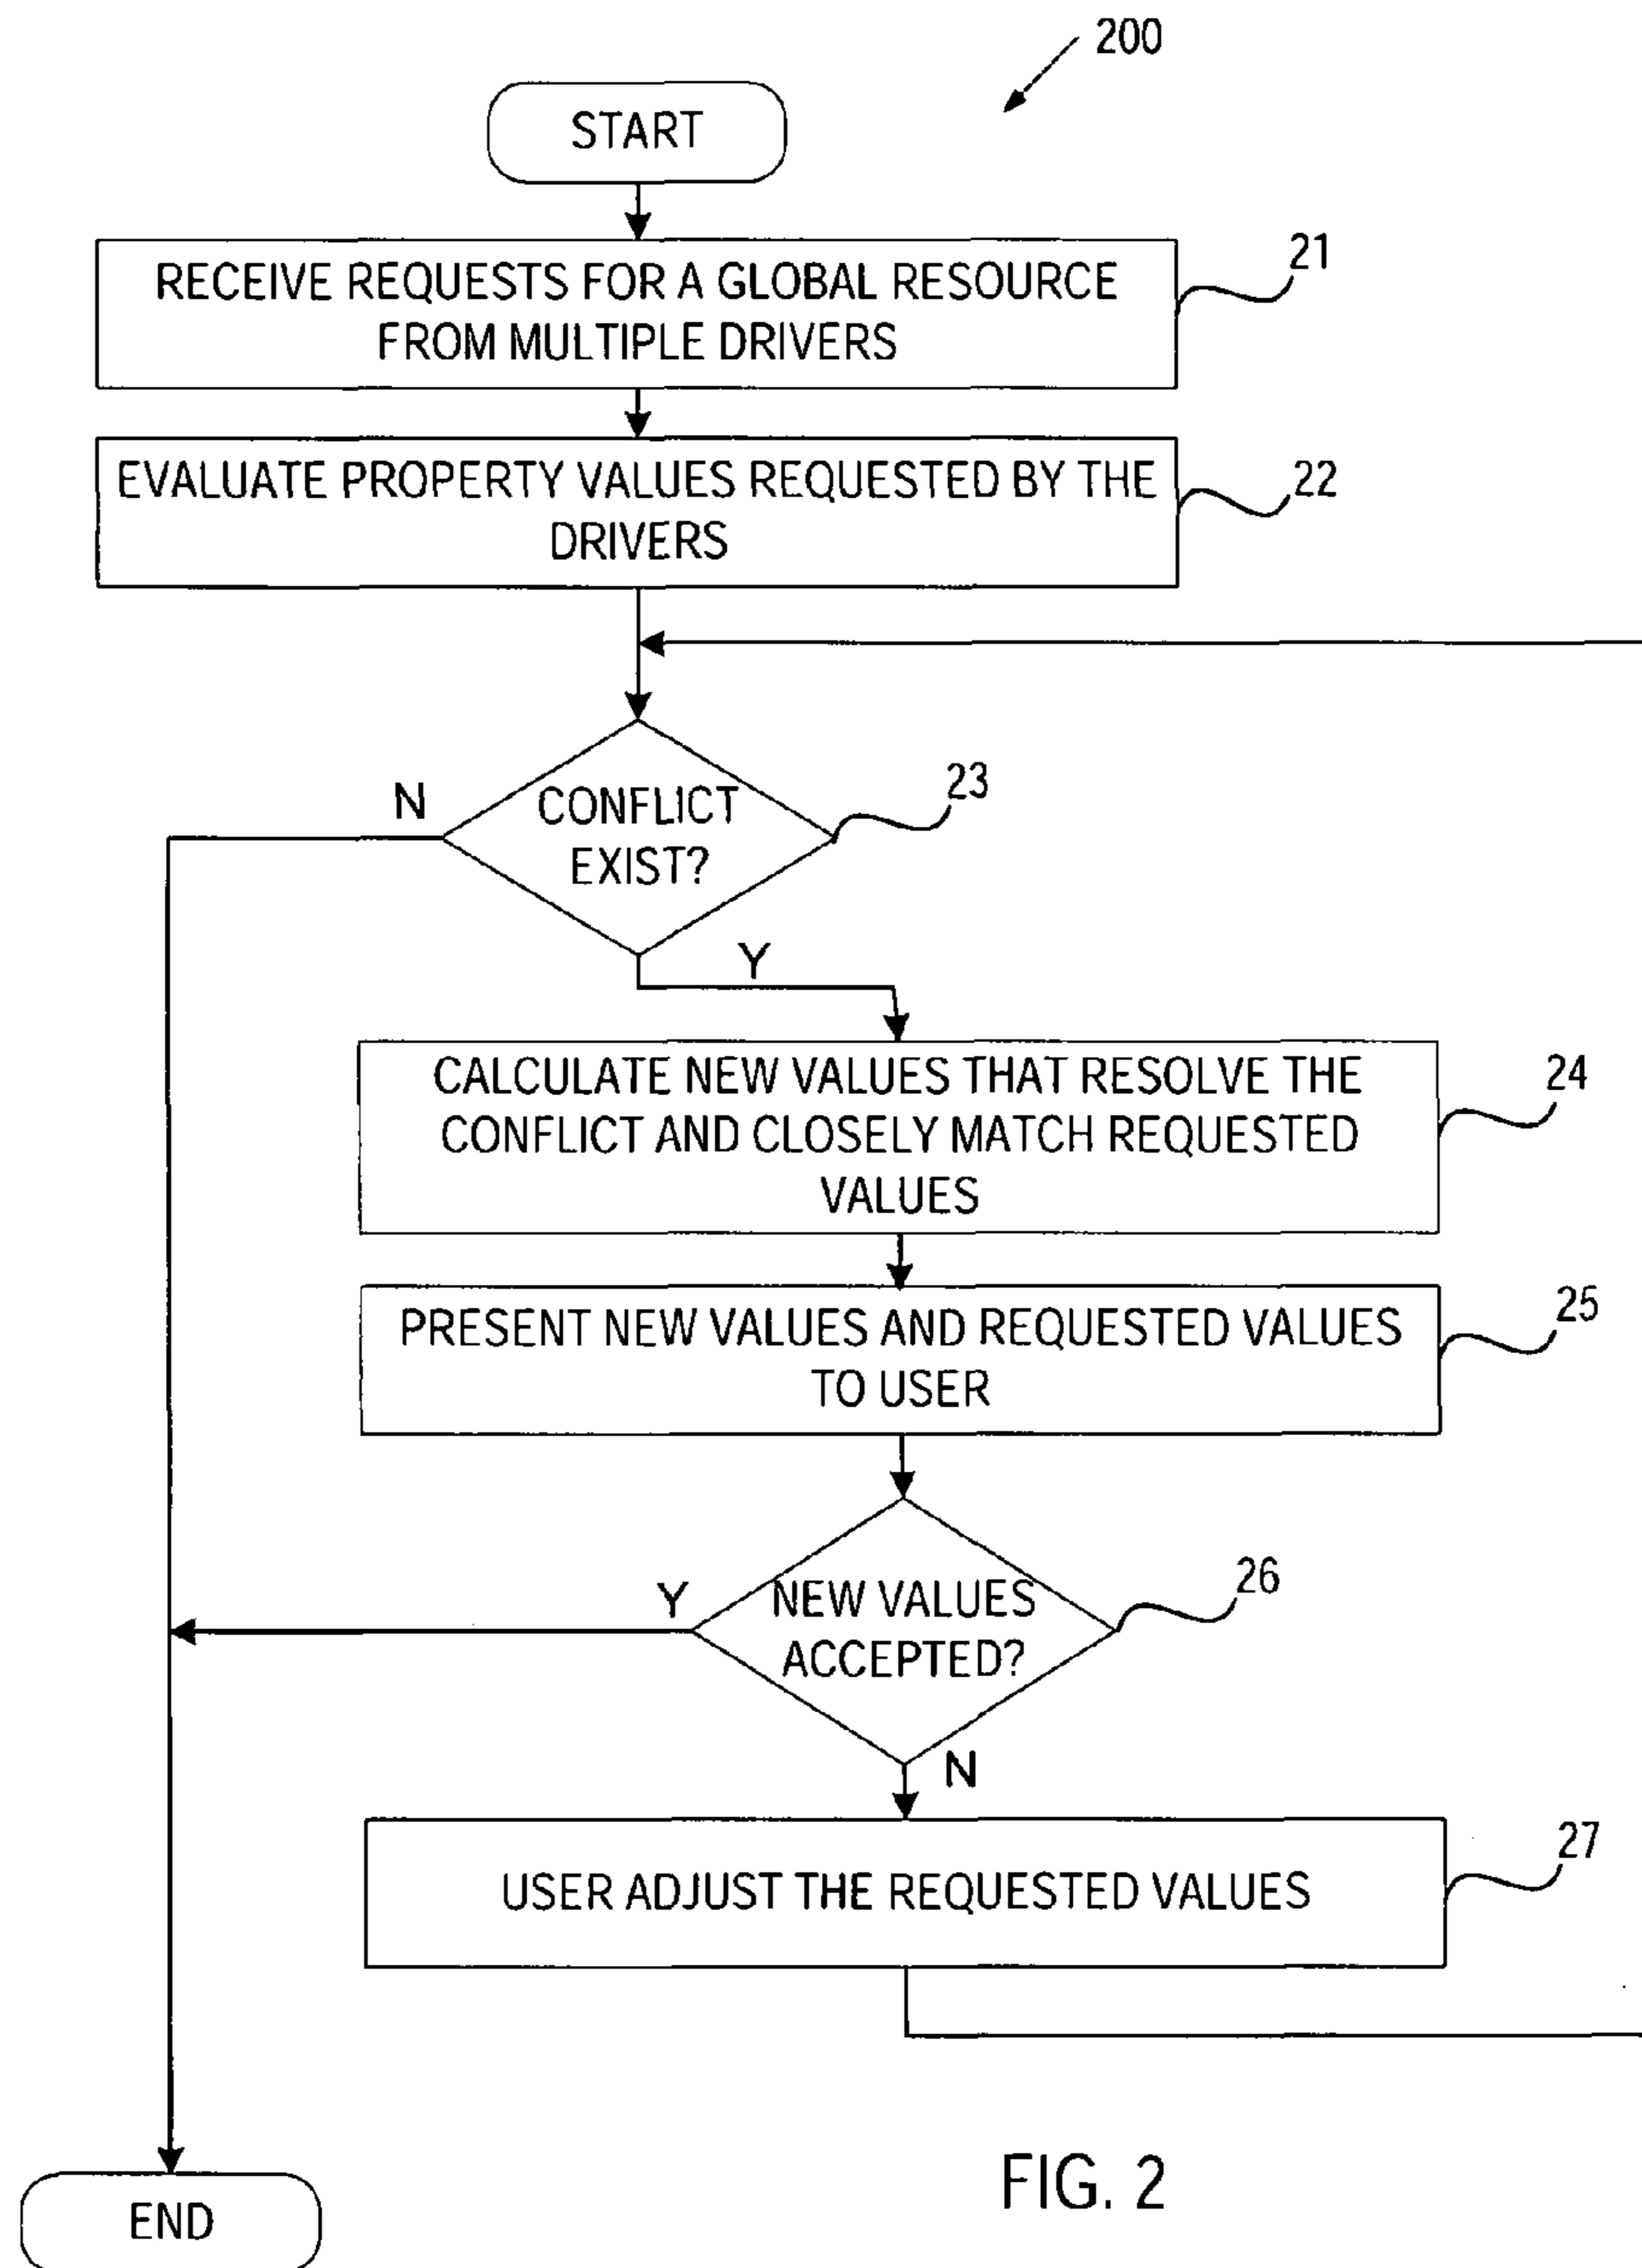 200
START
RECEIVE REQUESTS FOR A GLOBAL RESOURCE
FROM MULTIPLE DRIVERS
21
EVALUATE PROPERTY VALUES REQUESTED BY THE
DRIVERS
22
N
CONFLICT
EXIST?
23
Y
CALCULATE NEW VALUES THAT RESOLVE THE
CONFLICT AND CLOSELY MATCH REQUESTED
VALUES
24
PRESENT NEW VALUES AND REQUESTED VALUES
TO USER
25
Y
NEW VALUES
ACCEPTED?
26
N
USER ADJUST THE REQUESTED VALUES
27
END
FIG. 2